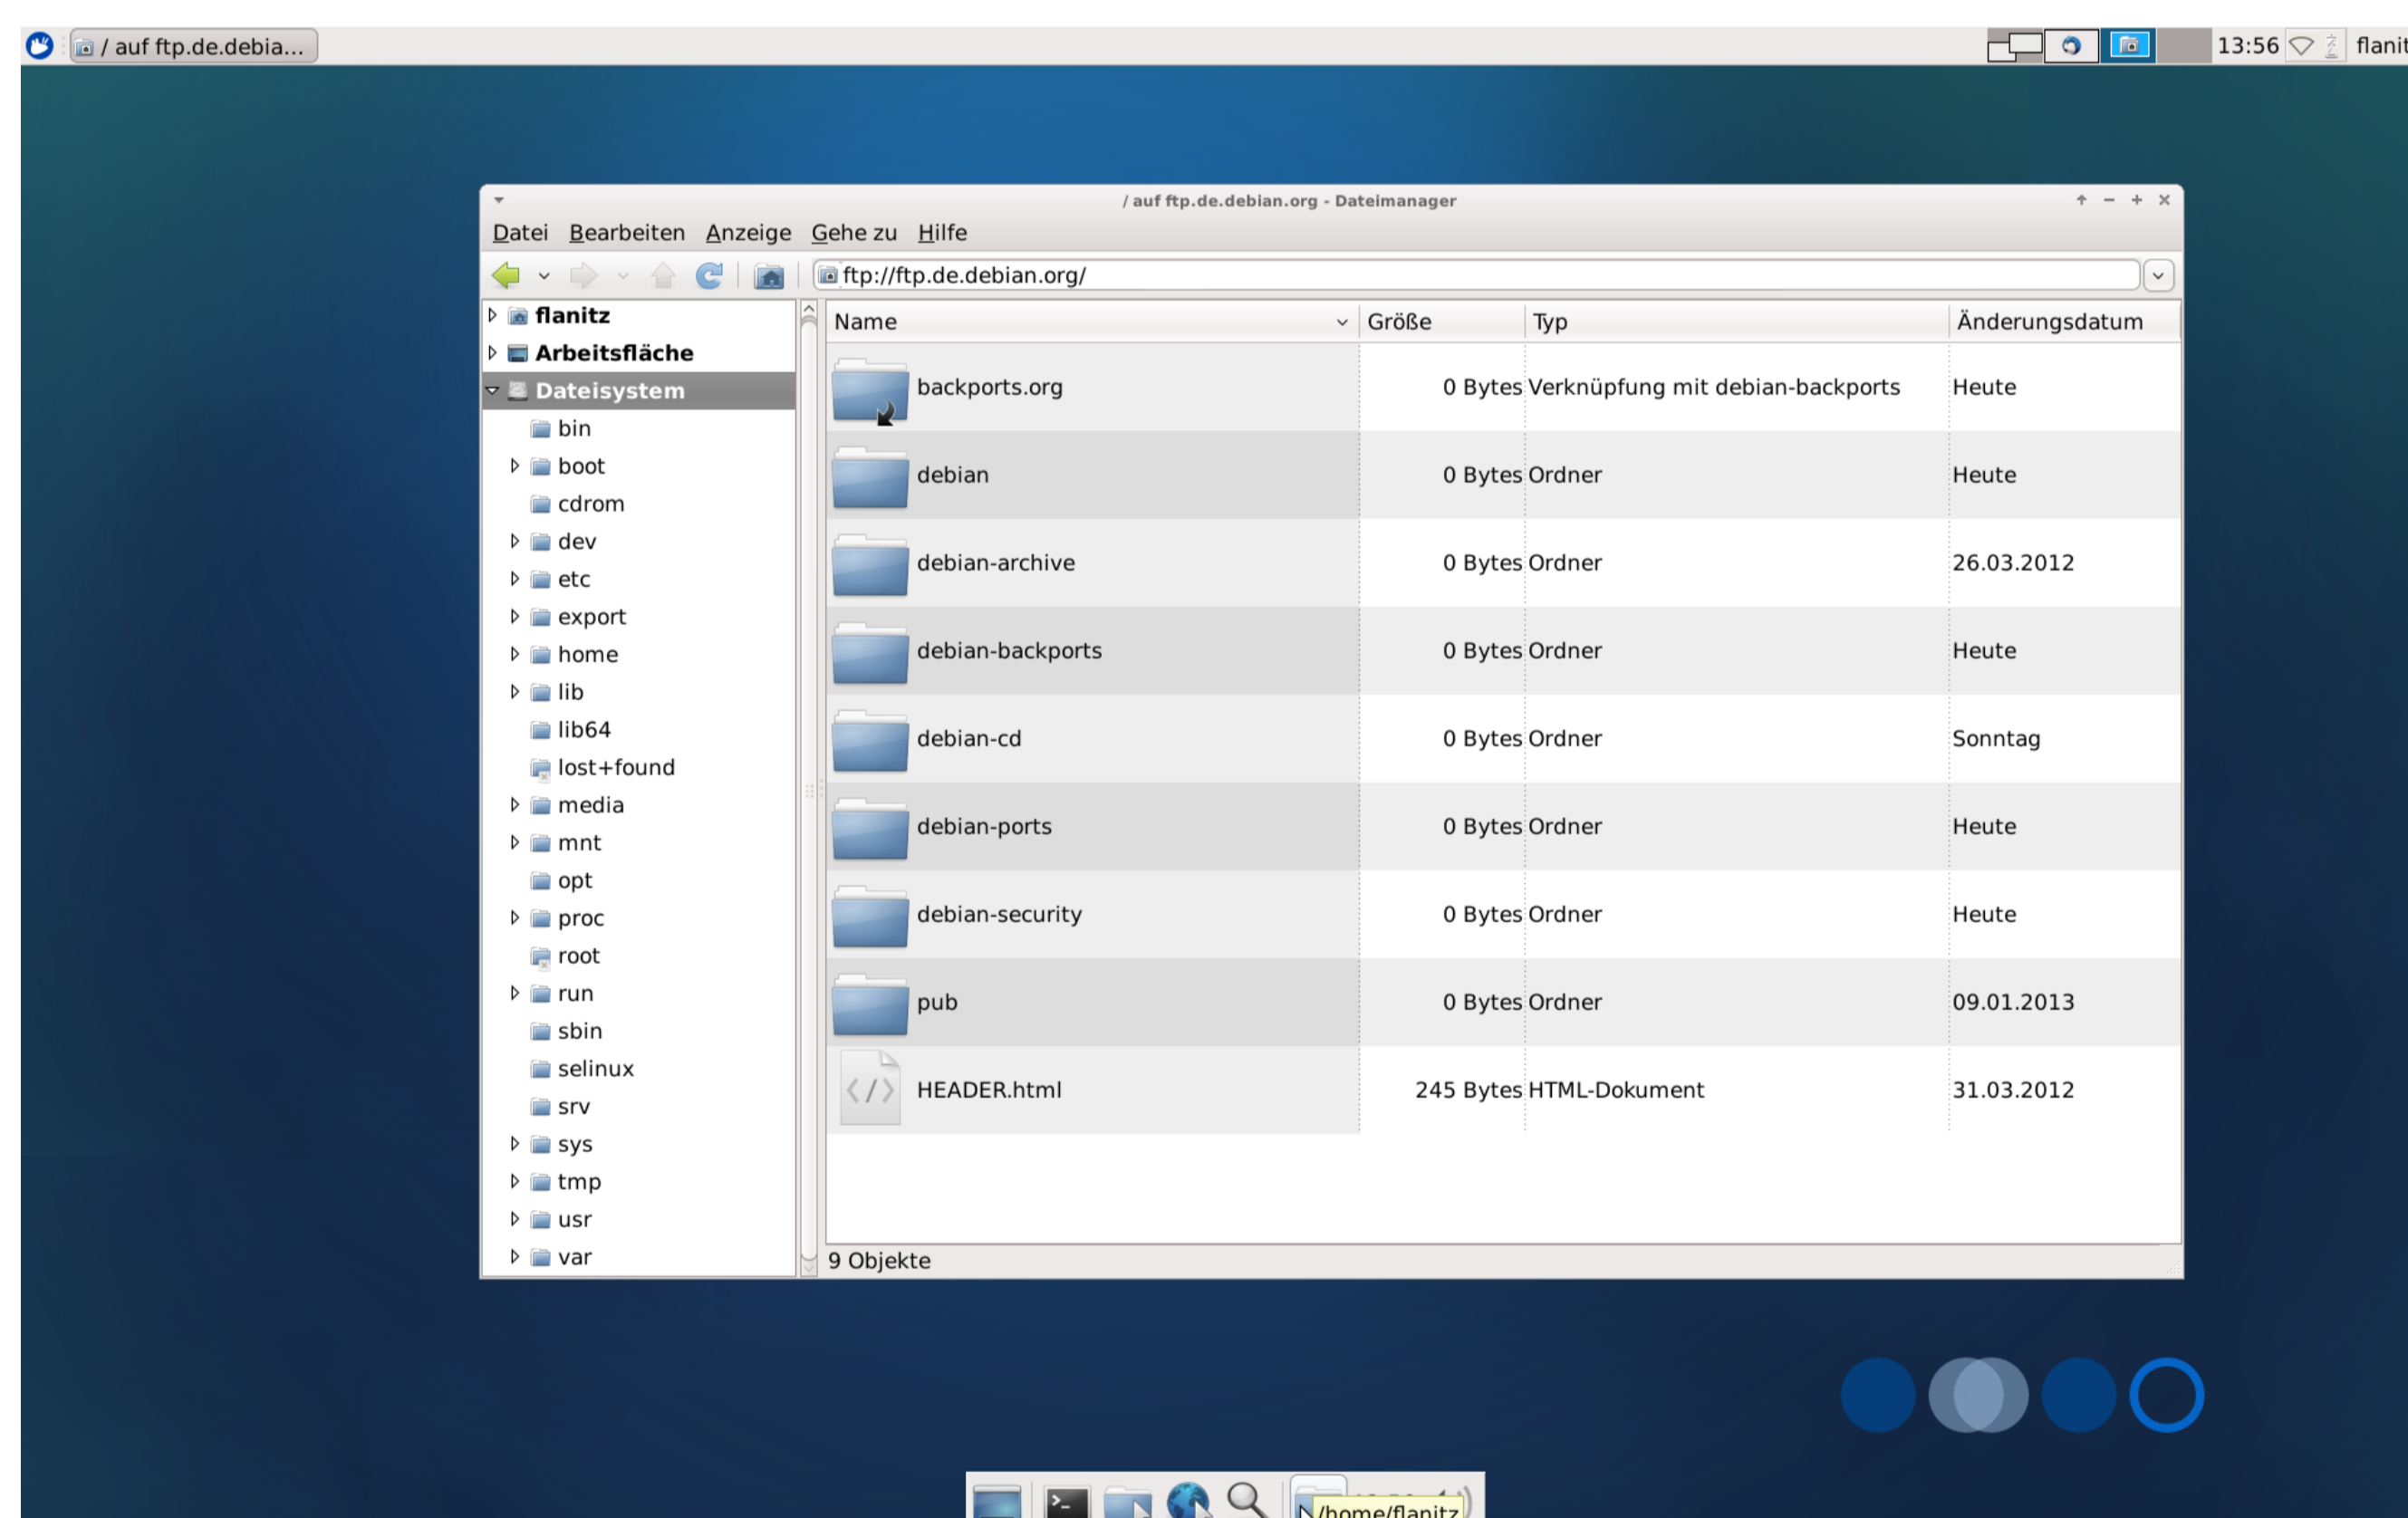 / auf ftp.de.debia...
13:56
/ auf ftp.de.debian.org - Dateimanager
Datei Bearbeiten Anzeige Gehe zu Hilfe
ftp://ftp.de.debian.org/
flanitz
Arbeitsfläche
Dateisystem
bin
boot
cdrom
dev
etc
export
home
lib
lib64
lost+found
media
mnt
opt
proc
root
run
sbin
selinux
srv
sys
tmp
usr
var
Name Größe Typ Änderungsdatum
backports.org 0 Bytes Verknüpfung mit debian-backports Heute
debian 0 Bytes Ordner Heute
debian-archive 0 Bytes Ordner 26.03.2012
debian-backports 0 Bytes Ordner Heute
debian-cd 0 Bytes Ordner Sonntag
debian-ports 0 Bytes Ordner Heute
debian-security 0 Bytes Ordner Heute
pub 0 Bytes Ordner 09.01.2013
HEADER.html 245 Bytes HTML-Dokument 31.03.2012
9 Objekte
/home/flanitz